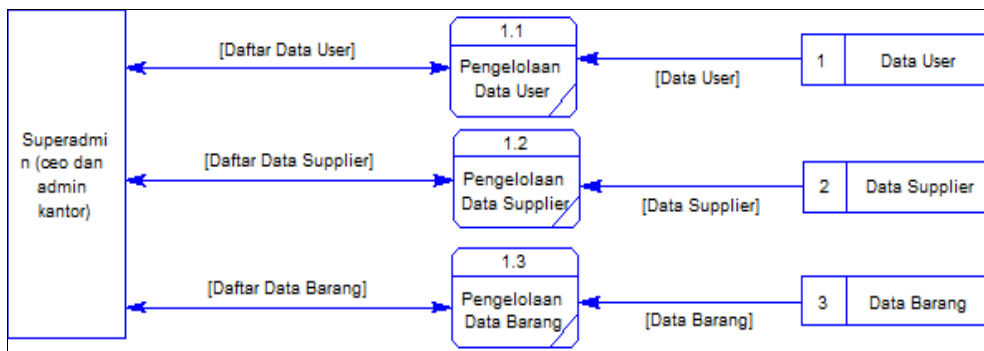 Superadmi
n (ceo dan
admin
kantor)
[Daftar Data User]
1.1
Pengelolaan
Data User
[Data User]
1
Data User
[Daftar Data Supplier]
1.2
Pengelolaan
Data Supplier
[Data Supplier]
2
Data Supplier
[Daftar Data Barang]
1.3
Pengelolaan
Data Barang
[Data Barang]
3
Data Barang